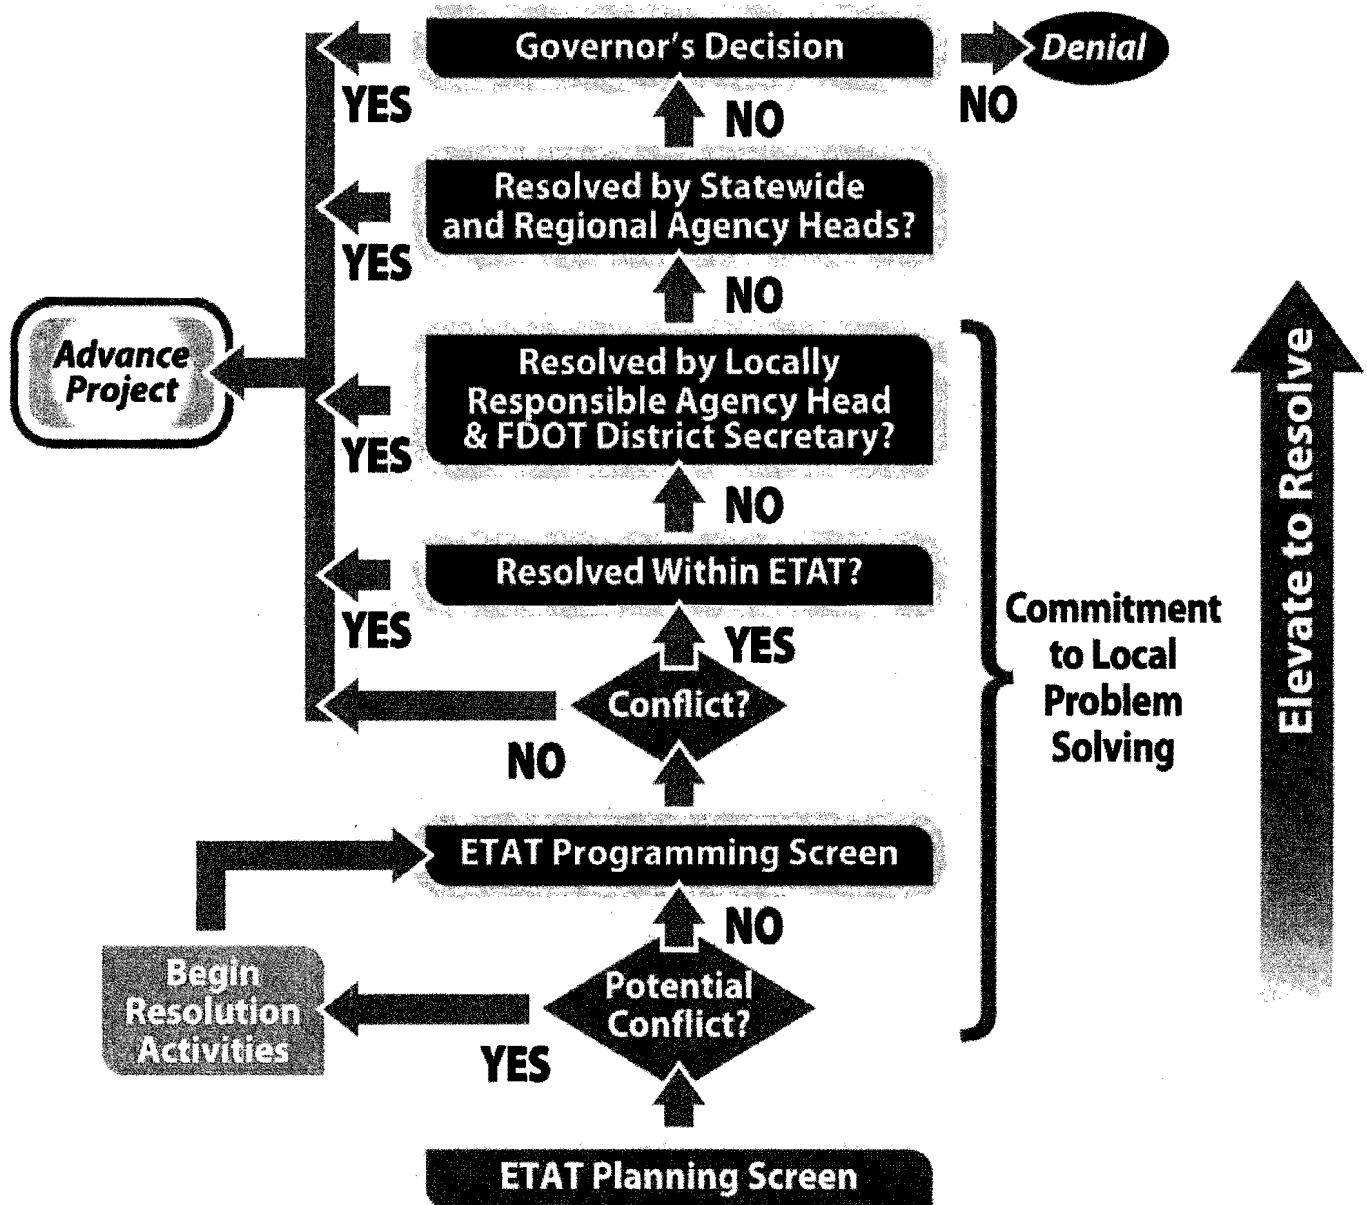 Governor's Decision
Denial
YES
NO
NO
Resolved by Statewide
and Regional Agency Heads?
YES
NO
Advance
Project
Resolved by Locally
Responsible Agency Head
& FDOT District Secretary?
YES
NO
Resolved Within ETAT?
YES
YES
Conflict?
NO
Commitment
to Local
Problem
Solving
Elevate to Resolve
ETAT Programming Screen
NO
Begin
Resolution
Activities
Potential
Conflict?
YES
ETAT Planning Screen